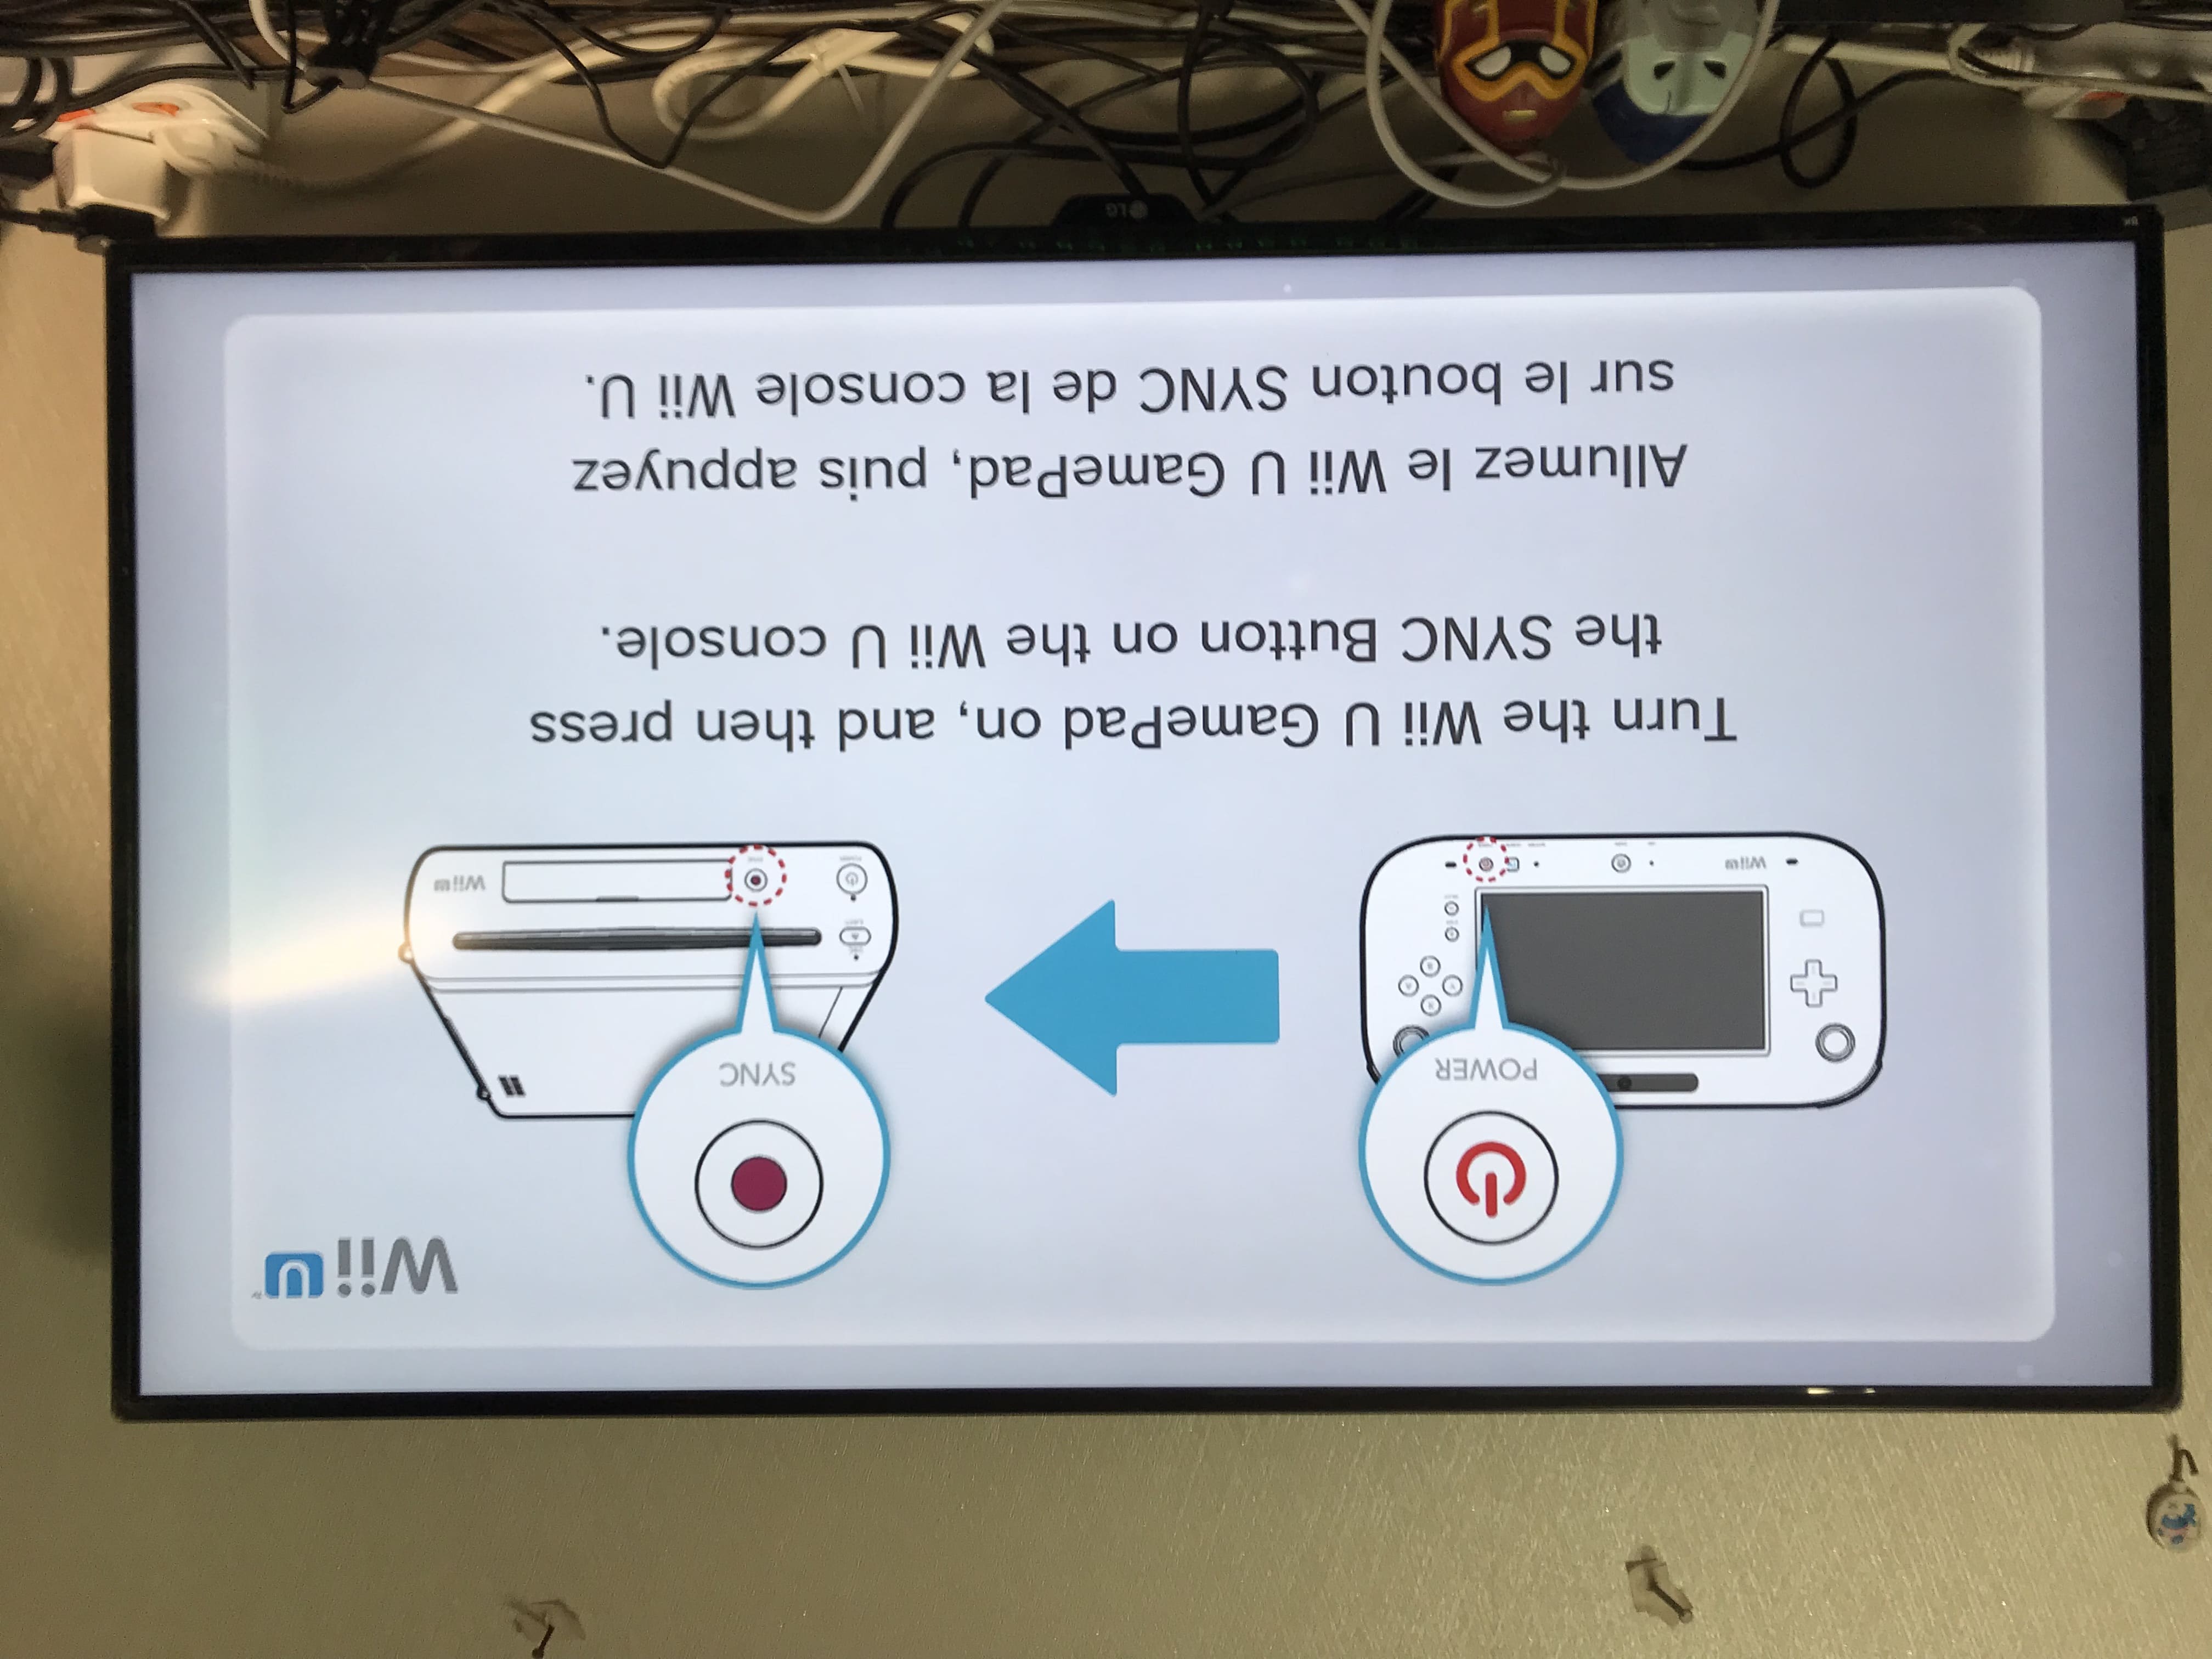 Wii U
POWER
SYNC
Wii U
Wii U
Turn the Wii U GamePad on, and then press
the SYNC Button on the Wii U console.
Allumez le Wii U GamePad, puis appuyez
sur le bouton SYNC de la console Wii U.
LG